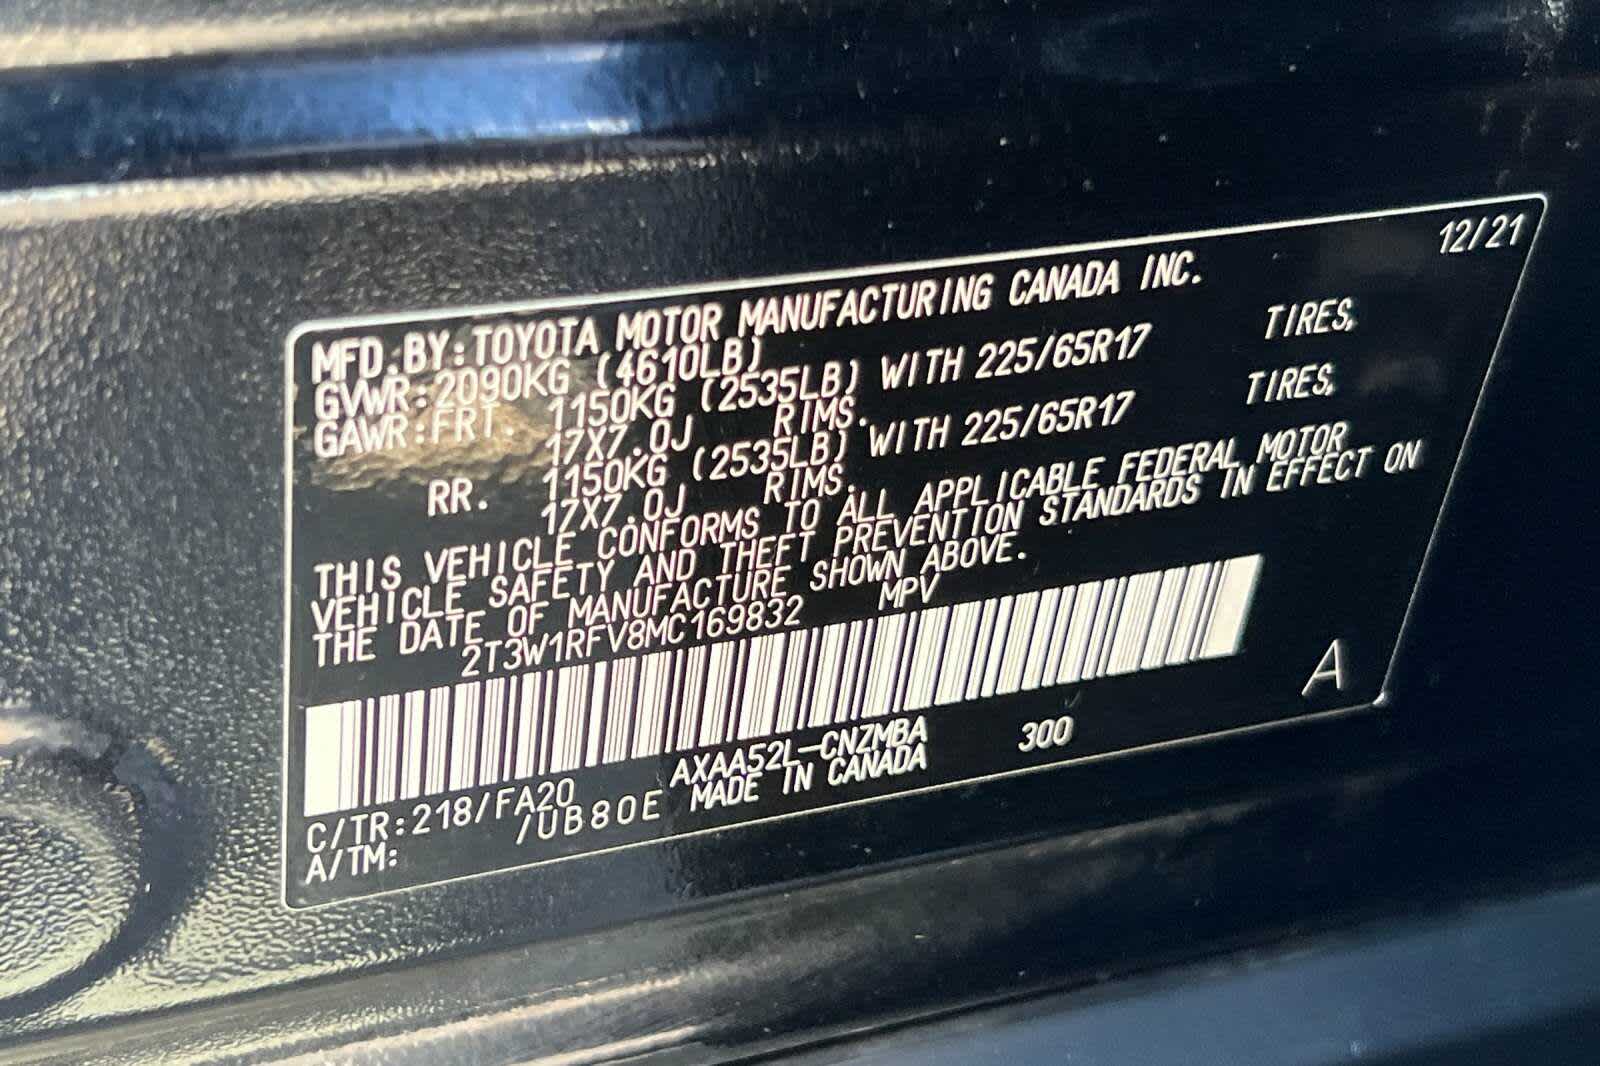 12/21
MFD.BY:TOYOTA MOTOR MANUFACTURING CANADA INC.
GVWR:2090KG (4610LB)
GAWR:FRT. 1150KG (2535LB) WITH 225/65R17 TIRES,
17X7.0J RIMS.
RR. 1150KG (2535LB) WITH 225/65R17 TIRES,
17X7.0J RIMS.
THIS VEHICLE CONFORMS TO ALL APPLICABLE FEDERAL MOTOR
VEHICLE SAFETY AND THEFT PREVENTION STANDARDS IN EFFECT ON
THE DATE OF MANUFACTURE SHOWN ABOVE.
2T3W1RFV8MC169832 MPV
A
AXAA52L-CNZMBA 300
C/TR:218/FA20 MADE IN CANADA
A/TM: /UB80E